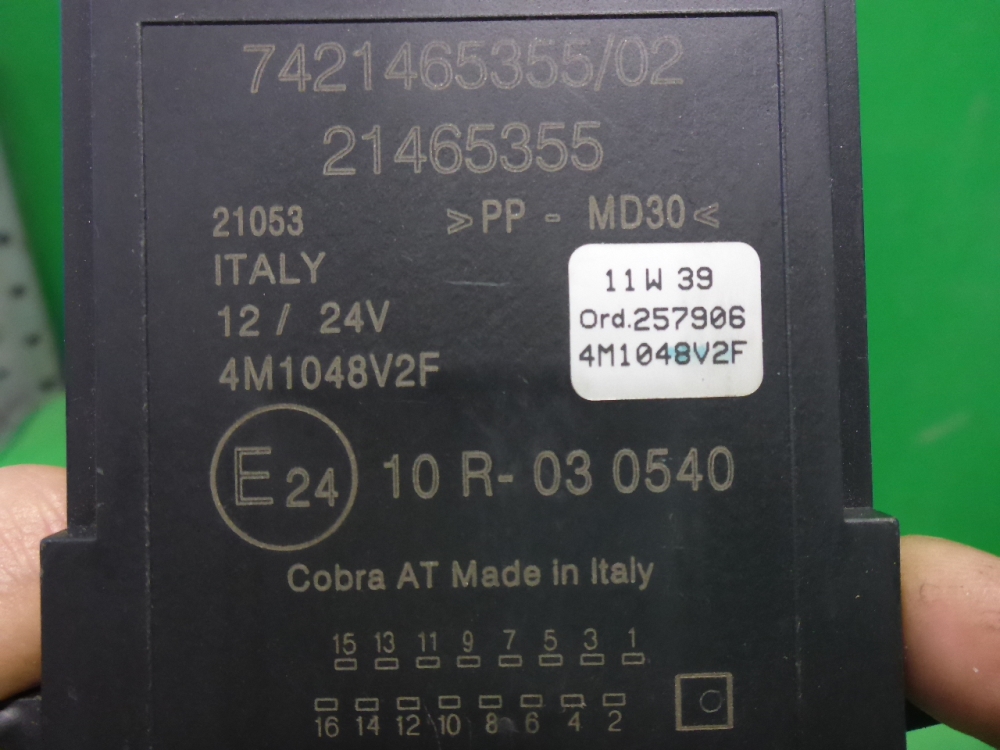 7421465355/02
21465355
21053 >PP - MD30<
ITALY
12 / 24V
4M1048V2F
11W 39
Ord.257906
4M1048V2F
E24 10 R- 03 0540
Cobra AT Made in Italy
15 13 11 9 7 5 3 1
16 14 12 10 8 6 4 2